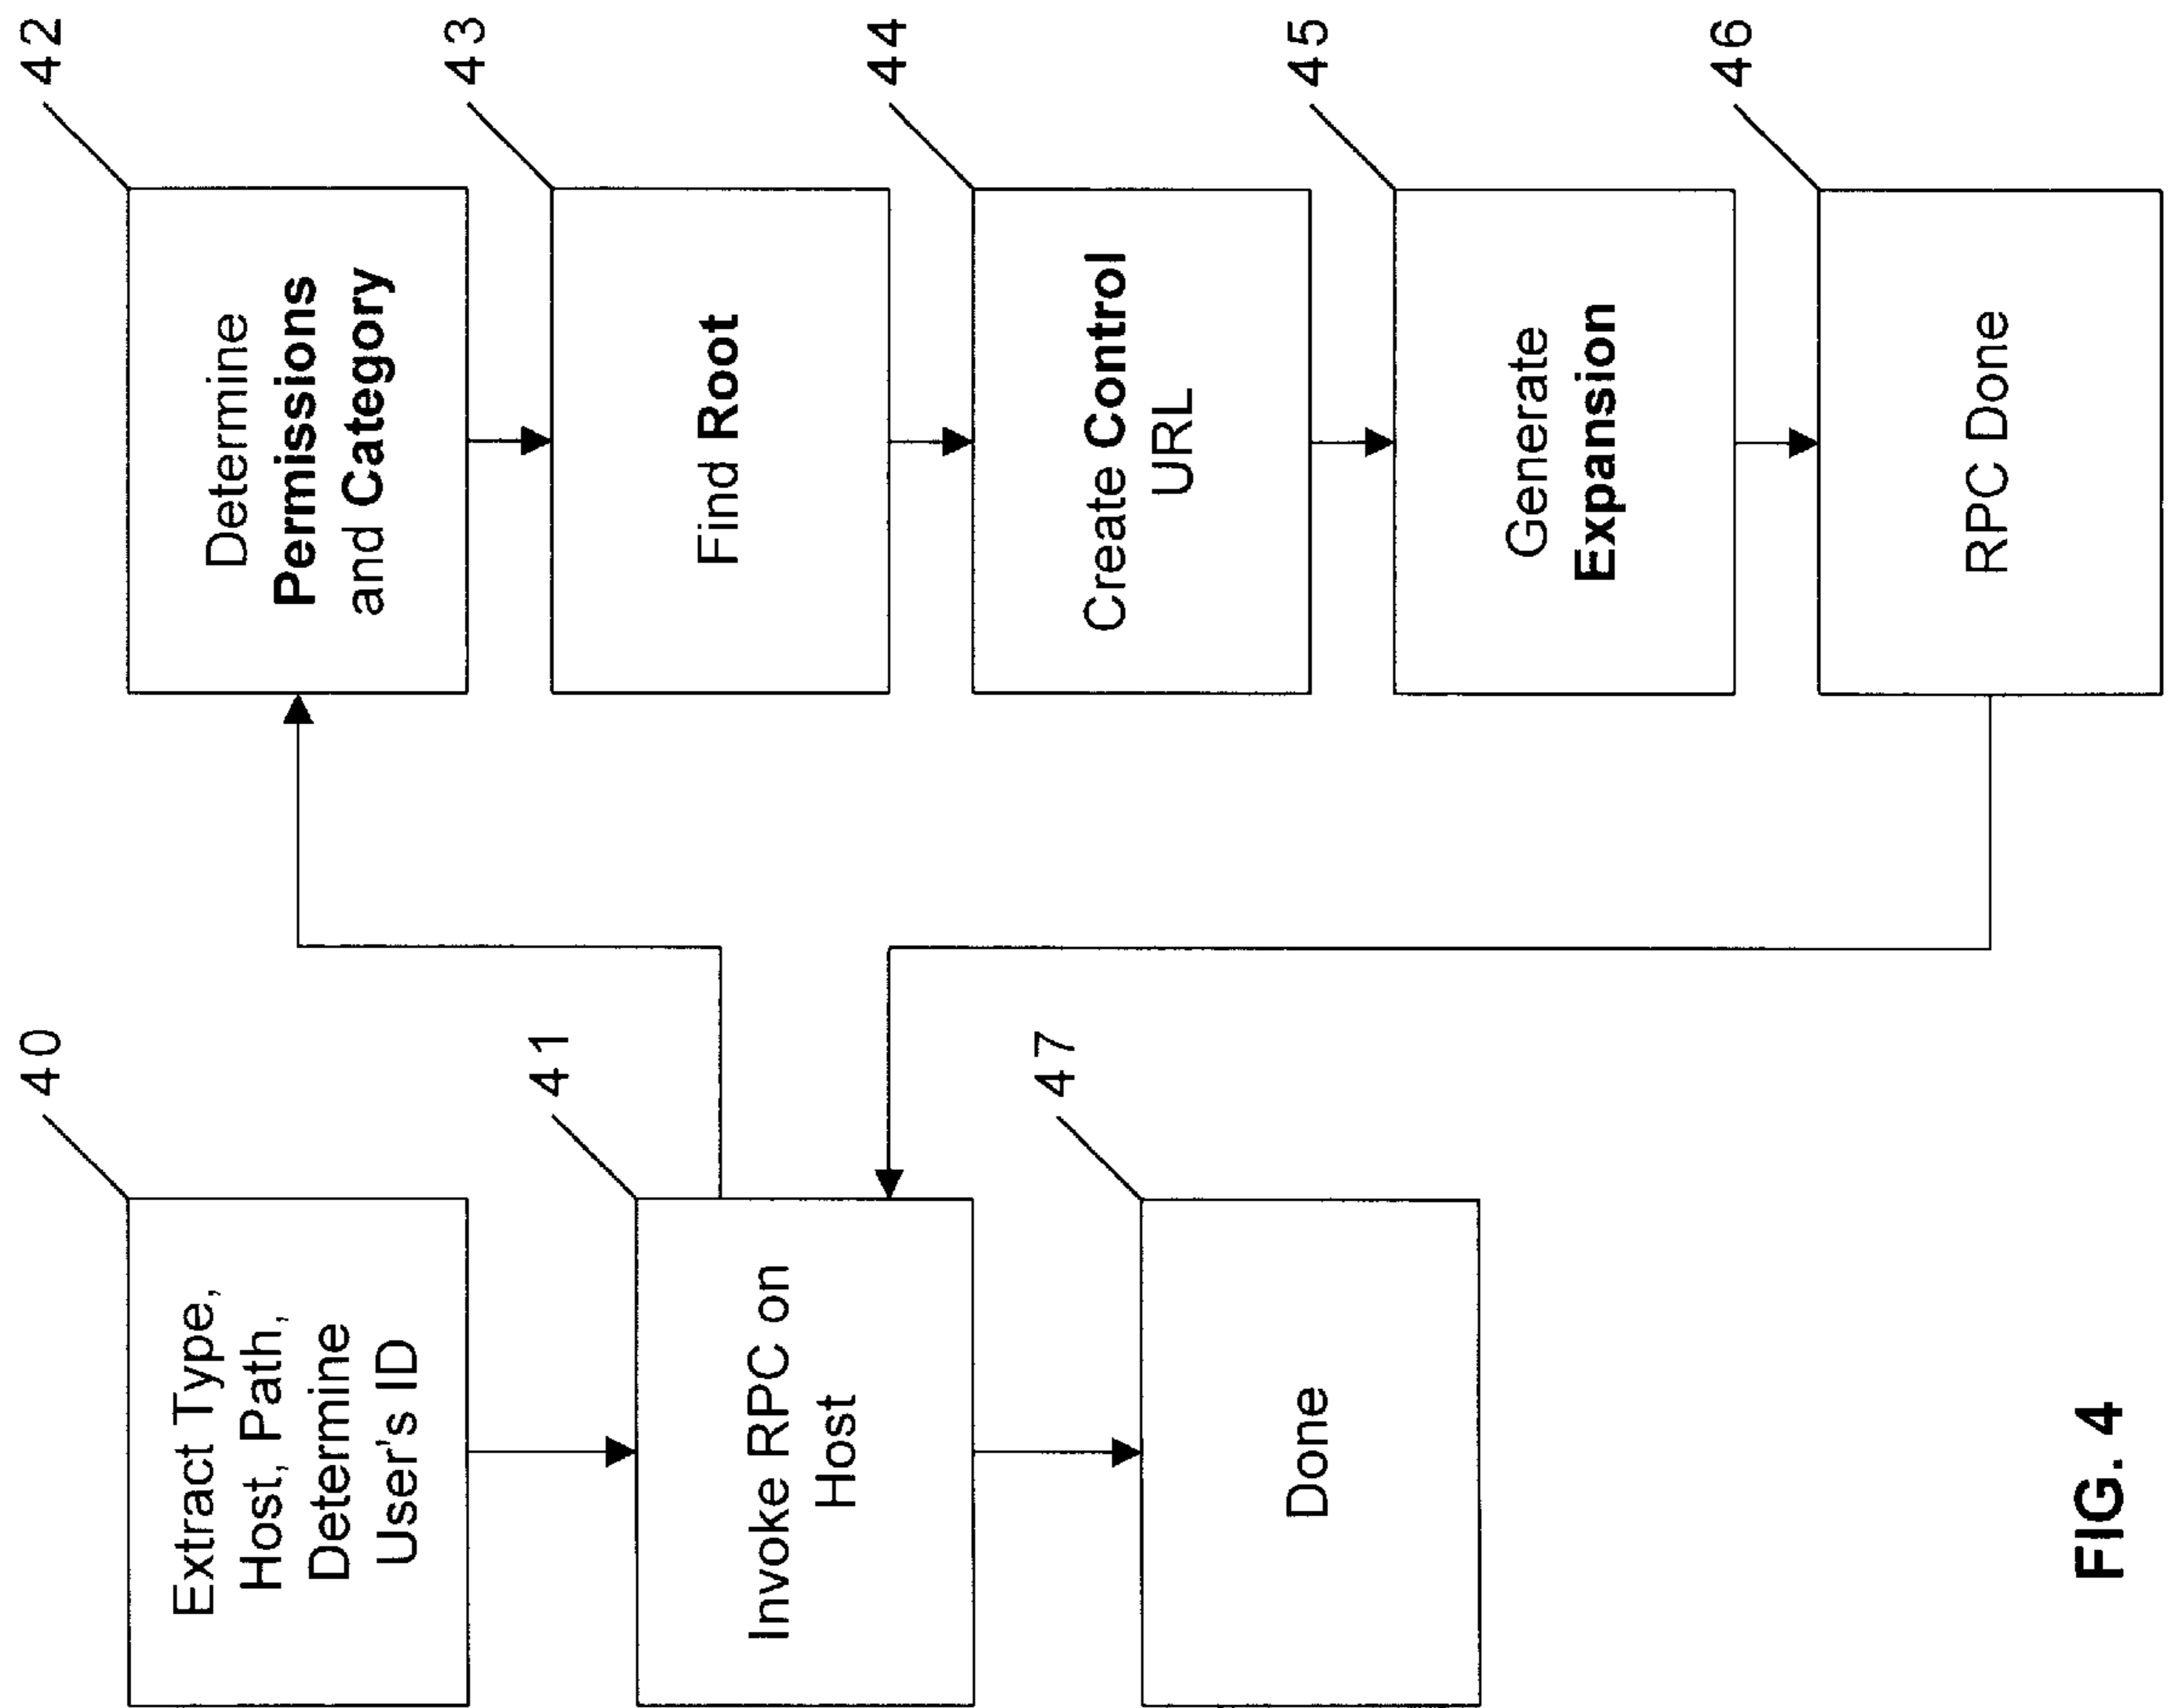 40
Extract Type,
Host, Path,
Determine
User's ID
41
Invoke RPC on
Host
47
Done
42
Determine
Permissions
and Category
43
Find Root
44
Create Control
URL
45
Generate
Expansion
46
RPC Done
FIG. 4